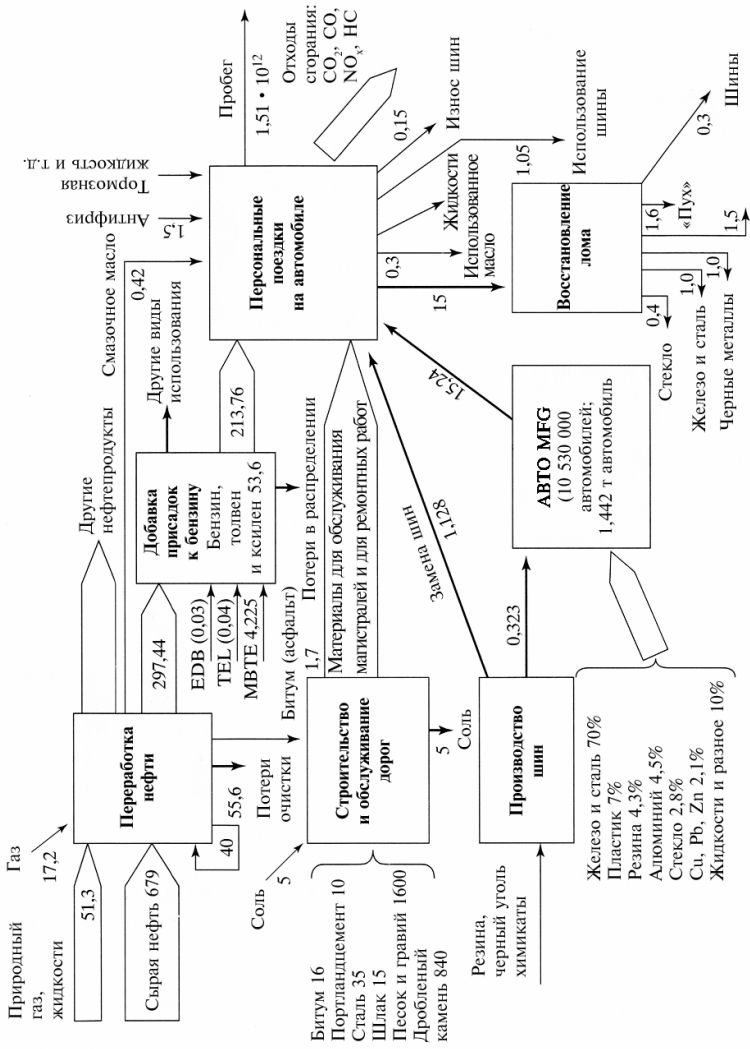 Природный
газ,
жидкости
Газ
17,2
51,3
Сырая нефть 679
Переработка
нефти
40
55,6
Потери
очистки
297,44
Другие
нефтепродукты
Смазочное масло
0,42
Антифриз
1,5
Тормозная
жидкость и т.д.
EDB (0,03)
TEL (0,04)
MBTE 4,225
Добавка
присадок
к бензину
Бензин,
толвен
и ксилен 53,6
Другие виды
использования
213,76
Потери в распределении
Битум (асфальт)
1,7
Соль
5
Битум 16
Портландцемент 10
Сталь 35
Шлак 15
Песок и гравий 1600
Дробленый
камень 840
Строительство
и обслуживание
дорог
5
Соль
Материалы для обслуживания
магистралей и для ремонтных работ
Персональные
поездки
на автомобиле
Пробег
1,51 • 10¹²
Отходы
сгорания:
CO₂, CO,
NOₓ, HC
0,15
Износ шин
1,05
Использование
шины
Жидкости
0,3
Использованное
масло
15
Резина,
черный уголь
химикаты
Производство
шин
Замена шин
1,128
0,323
АВТО MFG
(10 530 000
автомобилей;
1,442 т автомобиль
15,24
Железо и сталь 70%
Пластик 7%
Резина 4,3%
Алюминий 4,5%
Стекло 2,8%
Cu, Pb, Zn 2,1%
Жидкости и разное 10%
Восстановление
лома
0,4
Стекло
1,0
Железо и сталь
1,0
Черные металлы
1,5
1,6
«Пух»
0,3
Шины